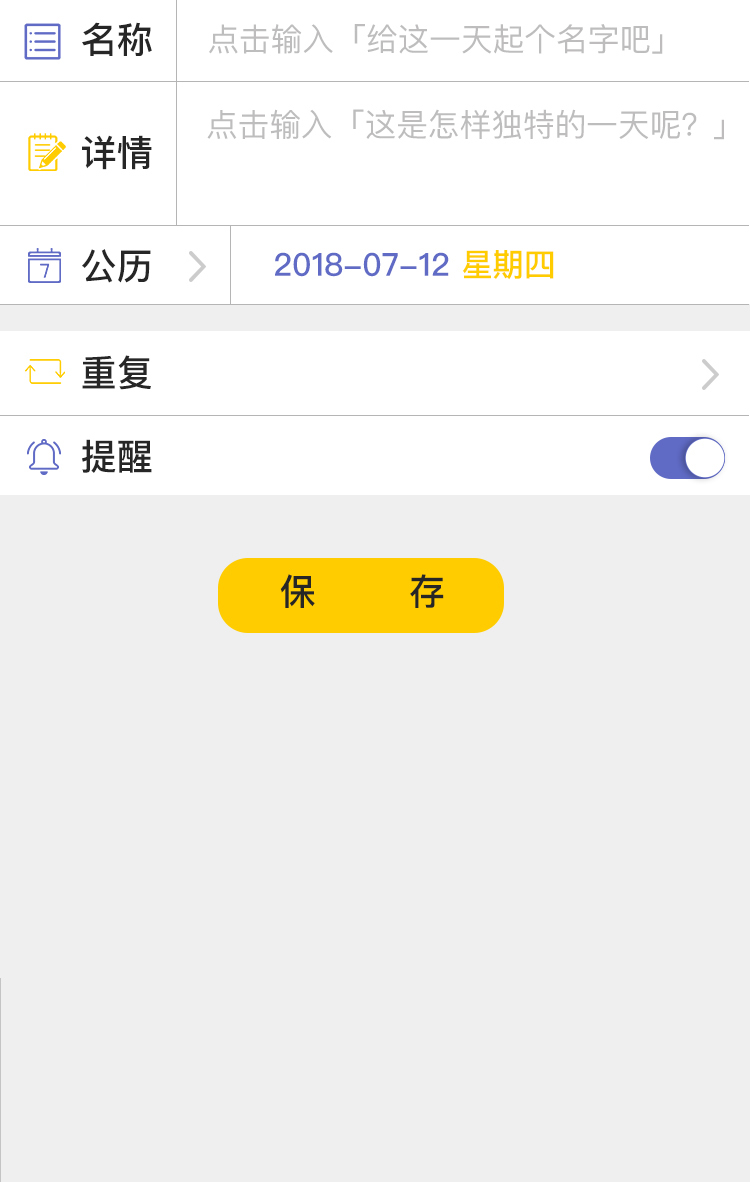 名称 点击输入「给这一天起个名字吧」
详情 点击输入「这是怎样独特的一天呢？」
7 公历 2018-07-12 星期四
重复
提醒
保 存